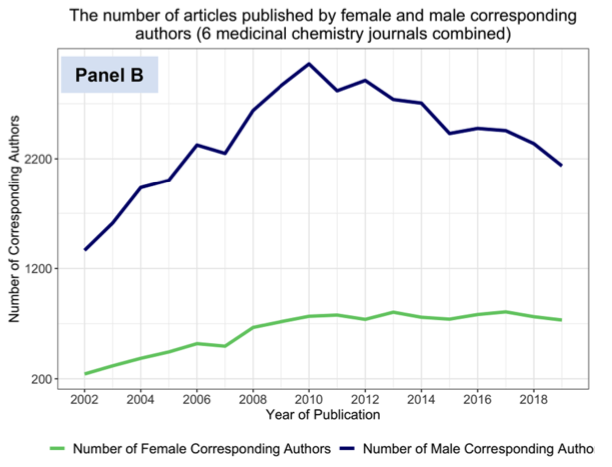 The number of articles published by female and male corresponding
authors (6 medicinal chemistry journals combined)
Panel B
Number of Corresponding Authors
2200
1200
200
2002 2004 2006 2008 2010 2012 2014 2016 2018
Year of Publication
Number of Female Corresponding Authors Number of Male Corresponding Autho